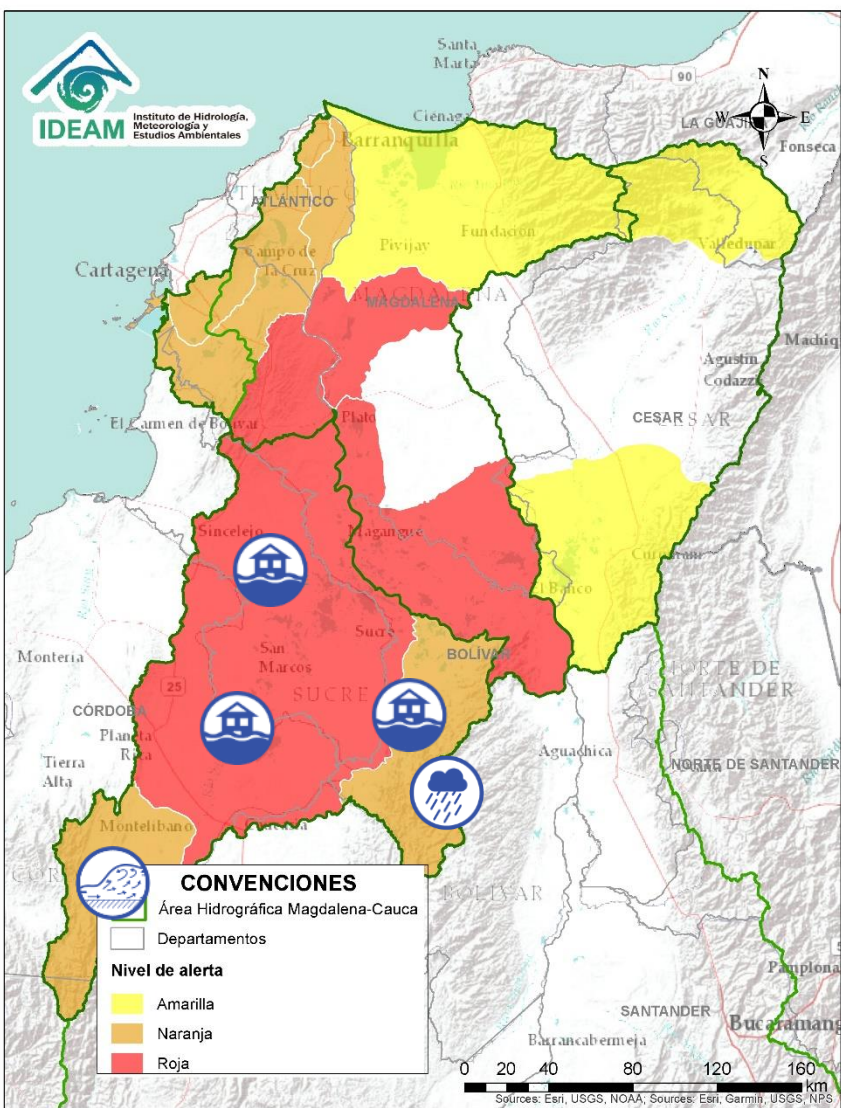 IDEAM
Instituto de Hidrología,
Meteorología y
Estudios Ambientales
Santa
Marta
90
N
W
E
S
LA GUAJIRA
Ciénaga
Fonseca
Barranquilla
ATLÁNTICO
Valledupar
Pivijay
Fundación
Campo de
la Cruz
Cartagena
MAGDALENA
Agustín
Codazzi
CESAR
CESAR
El Carmen de Bolívar
Plato
Sincelejo
Magangué
El Banco
Sucre
San
Marcos
BOLÍVAR
Montería
25
SUCRE
NORTE DE
SANTANDER
CÓRDOBA
Planeta
Rica
Tierra
Alta
Aguachica
NORTE DE SANTANDER
Montelíbano
BOLÍVAR
CONVENCIONES
Área Hidrográfica Magdalena-Cauca
Departamentos
Nivel de alerta
Amarilla
Naranja
Roja
Pamplona
SANTANDER
Bucaramang
Barrancabermeja
0 20 40 80 120 160
km
Sources: Esri, USGS, NOAA; Sources: Esri, Garmin, USGS, NPS